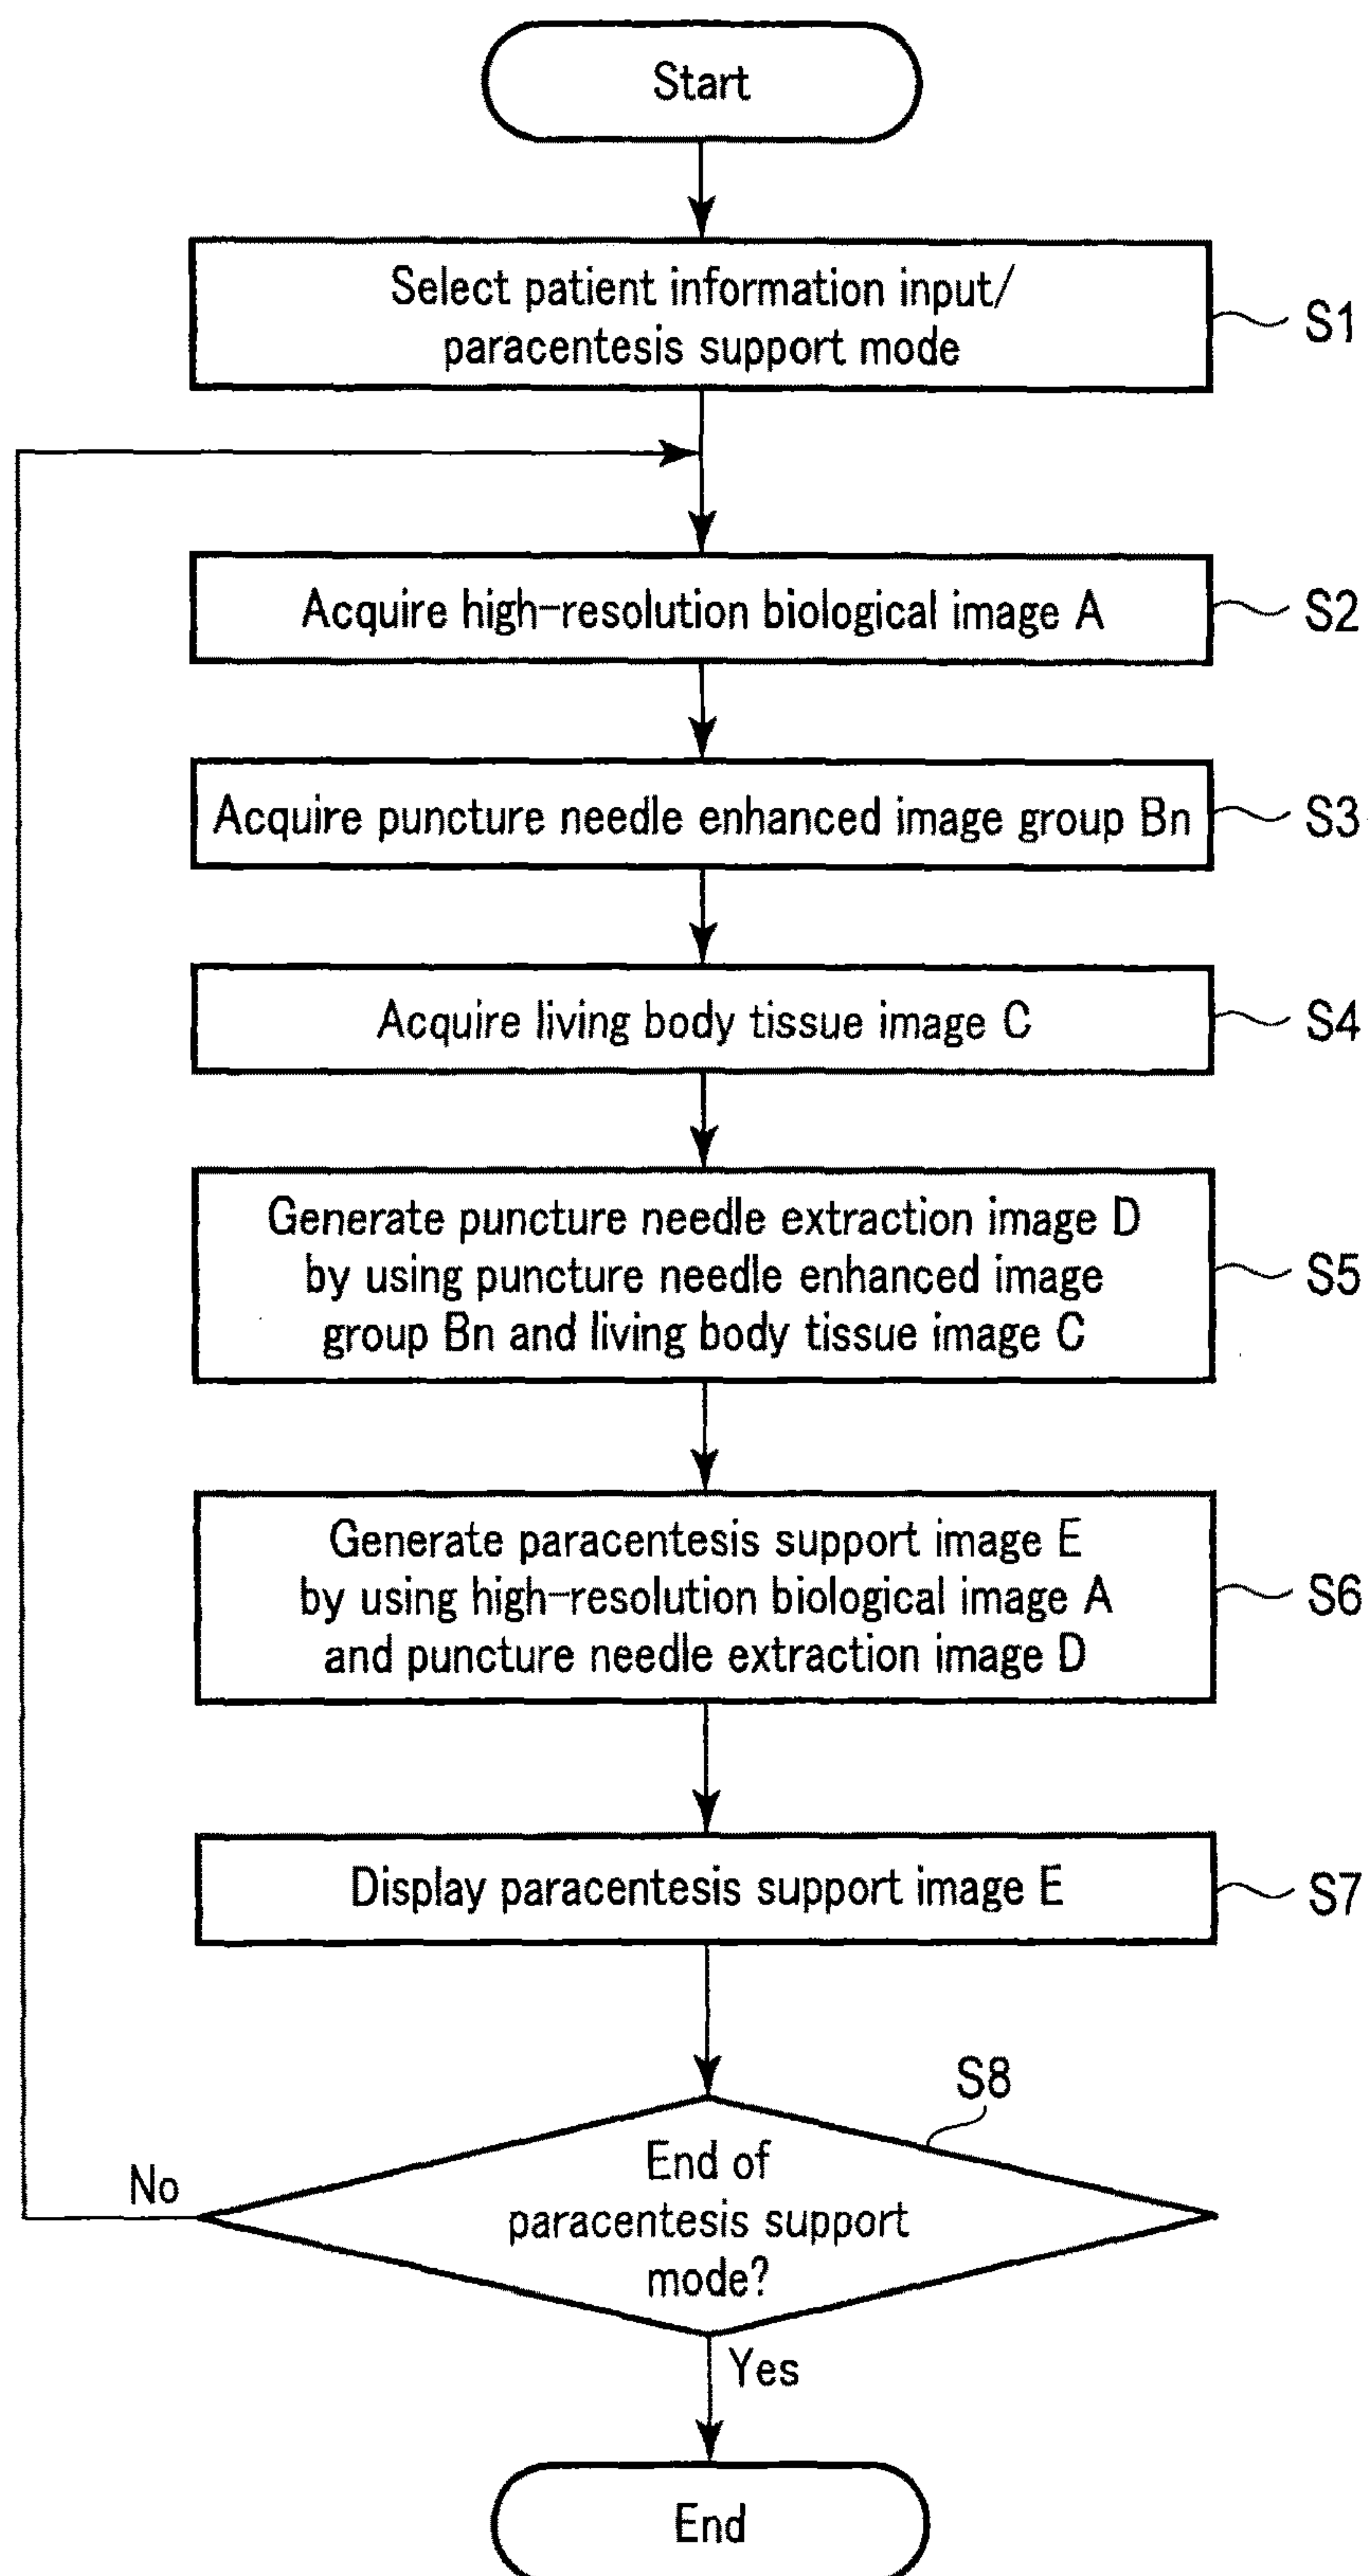 Start
Select patient information input/
paracentesis support mode
S1
Acquire high-resolution biological image A
S2
Acquire puncture needle enhanced image group Bn
S3
Acquire living body tissue image C
S4
Generate puncture needle extraction image D
by using puncture needle enhanced image
group Bn and living body tissue image C
S5
Generate paracentesis support image E
by using high-resolution biological image A
and puncture needle extraction image D
S6
Display paracentesis support image E
S7
S8
End of
paracentesis support
mode?
No
Yes
End